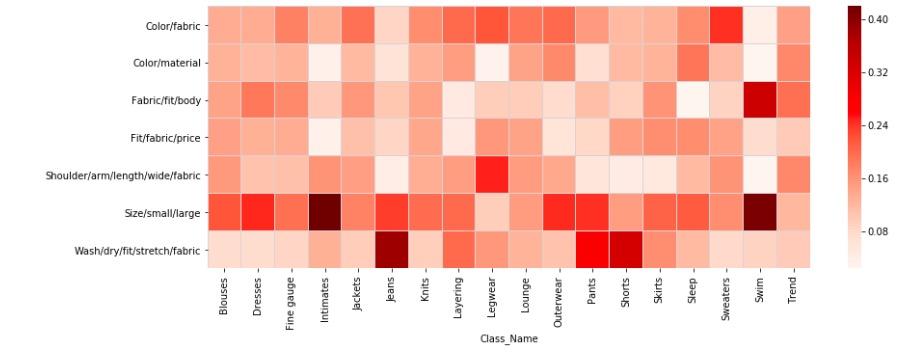 Color/fabric
Color/material
Fabric/fit/body
Fit/fabric/price
Shoulder/arm/length/wide/fabric
Size/small/large
Wash/dry/fit/stretch/fabric
Blouses
Dresses
Fine gauge
Intimates
Jackets
Jeans
Knits
Layering
Legwear
Lounge
Outerwear
Pants
Shorts
Skirts
Sleep
Sweaters
Swim
Trend
Class_Name
0.40
0.32
0.24
0.16
0.08